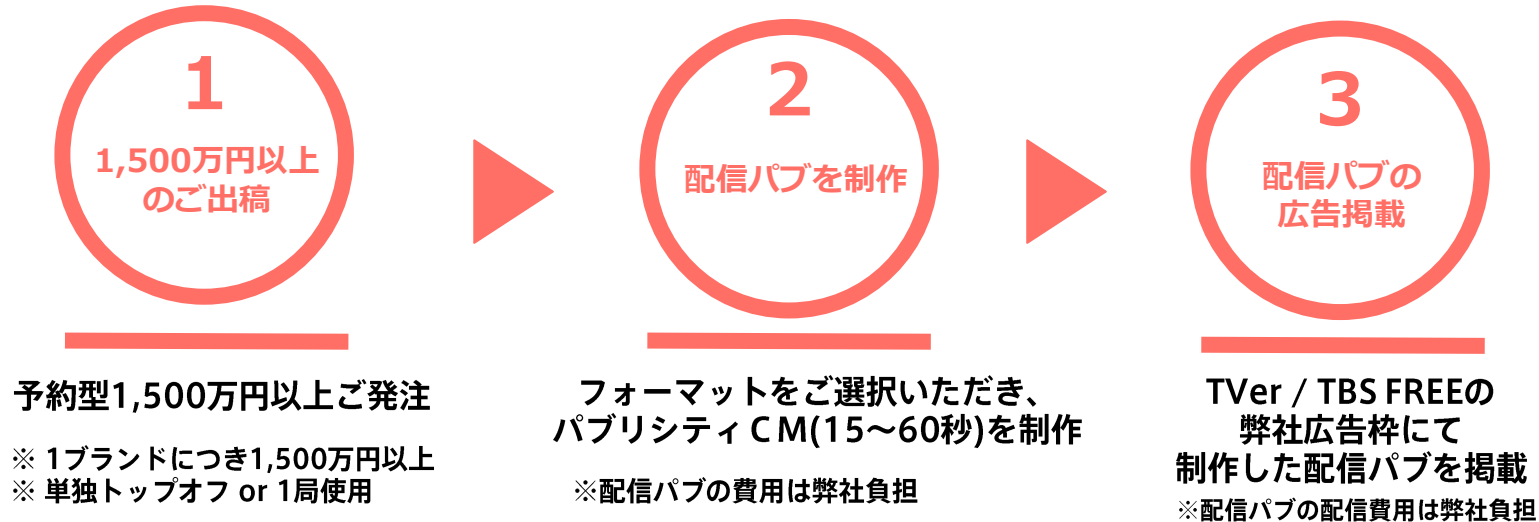 1
1,500万円以上
のご出稿
2
配信パブを制作
3
配信パブの
広告掲載
予約型1,500万円以上ご発注
※ 1ブランドにつき1,500万円以上
※ 単独トップオフ or 1局使用
フォーマットをご選択いただき、
パブリシティＣＭ(15～60秒)を制作
※配信パブの費用は弊社負担
TVer / TBS FREEの
弊社広告枠にて
制作した配信パブを掲載
※配信パブの配信費用は弊社負担